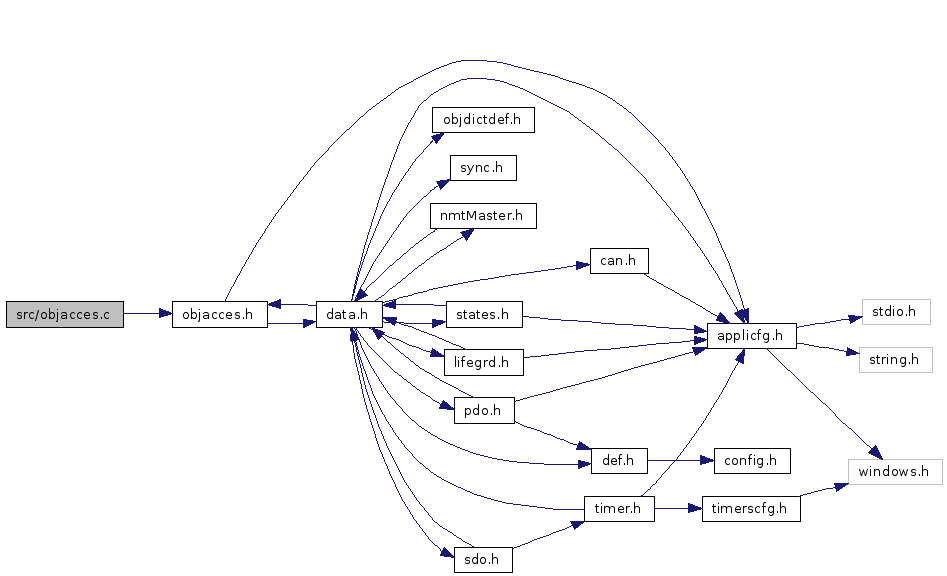 objdictdef.h
sync.h
nmtMaster.h
can.h
src/objacces.c
objacces.h
data.h
states.h
stdio.h
applicfg.h
lifegrd.h
string.h
pdo.h
def.h
config.h
windows.h
timer.h
timerscfg.h
sdo.h